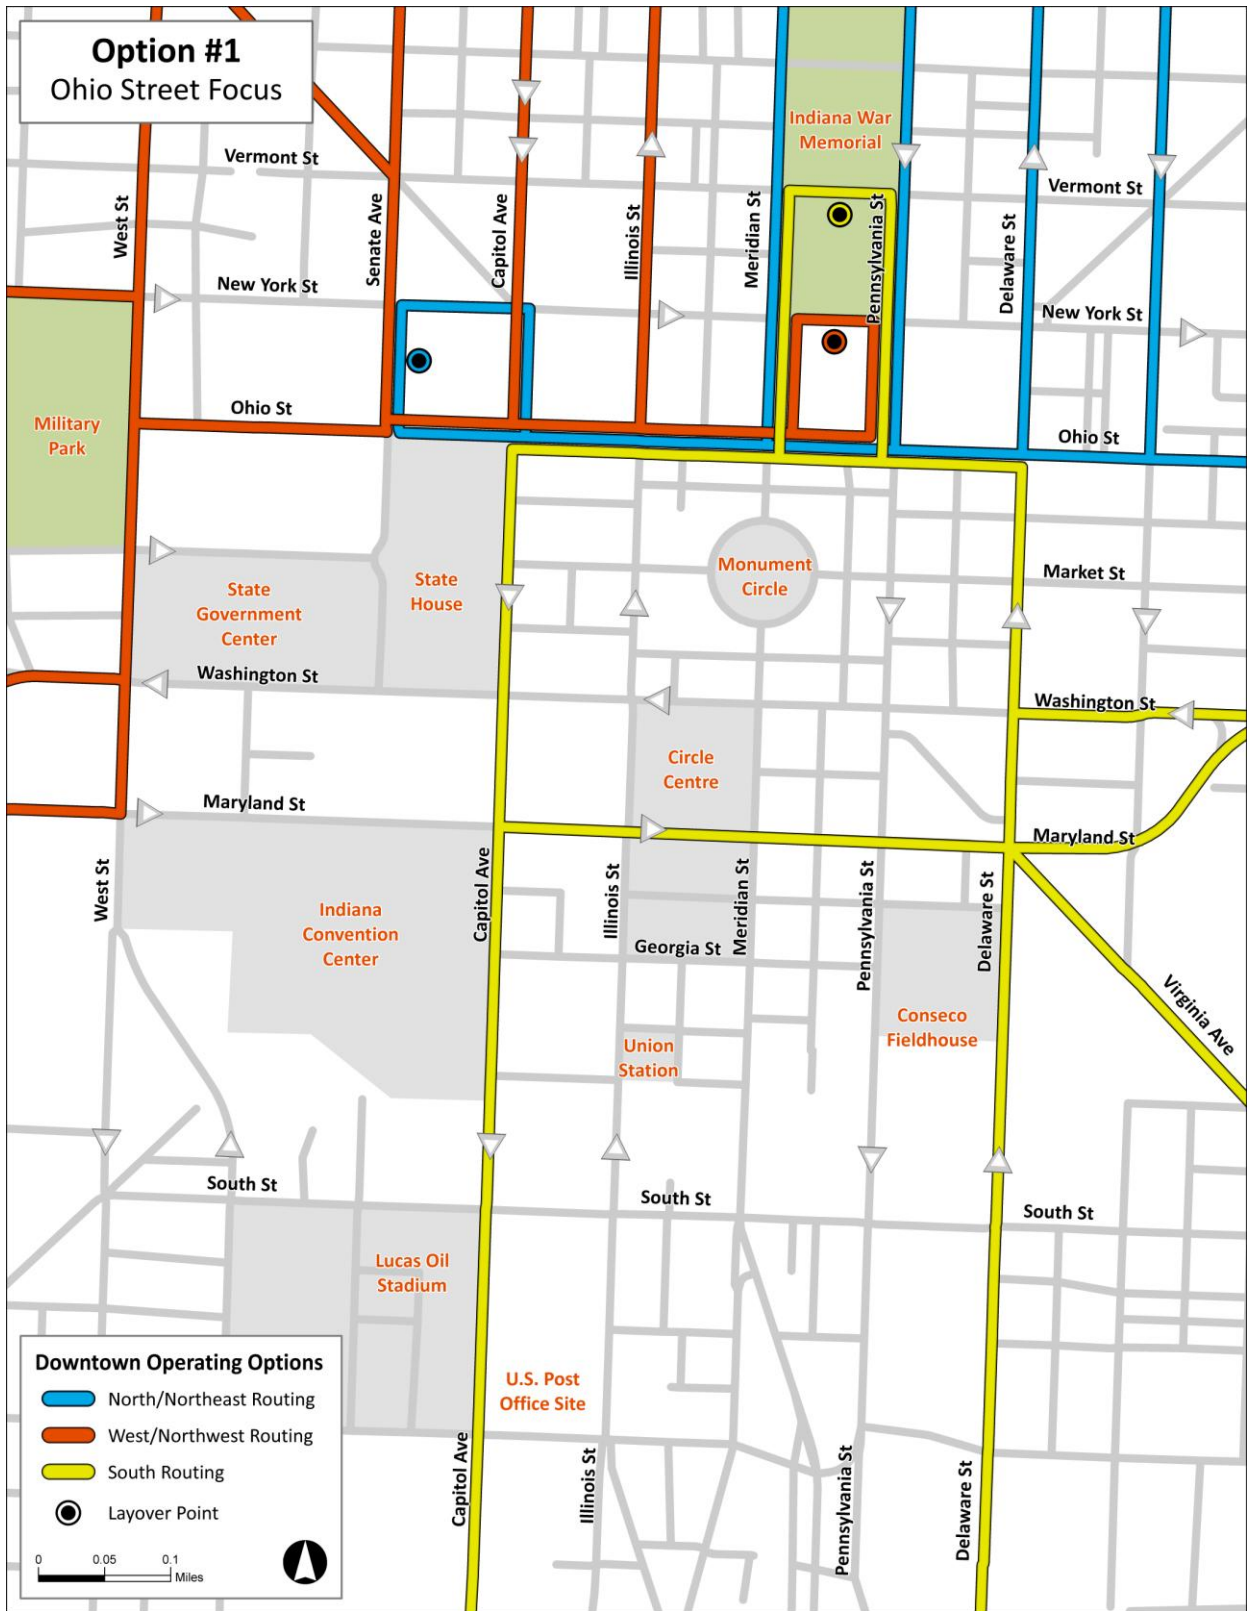 Option #1
Ohio Street Focus
Indiana War
Memorial
Vermont St
Vermont St
West St
Senate Ave
Capitol Ave
Illinois St
Meridian St
Pennsylvania St
Delaware St
New York St
New York St
Ohio St
Ohio St
Military
Park
State
Government
Center
State
House
Monument
Circle
Market St
Washington St
Washington St
Circle
Centre
Maryland St
Maryland St
West St
Capitol Ave
Illinois St
Meridian St
Pennsylvania St
Delaware St
Indiana
Convention
Center
Georgia St
Virginia Ave
Conseco
Fieldhouse
Union
Station
South St
South St
South St
Lucas Oil
Stadium
U.S. Post
Office Site
Capitol Ave
Illinois St
Pennsylvania St
Delaware St
Downtown Operating Options
North/Northeast Routing
West/Northwest Routing
South Routing
Layover Point
0 0.05 0.1
Miles